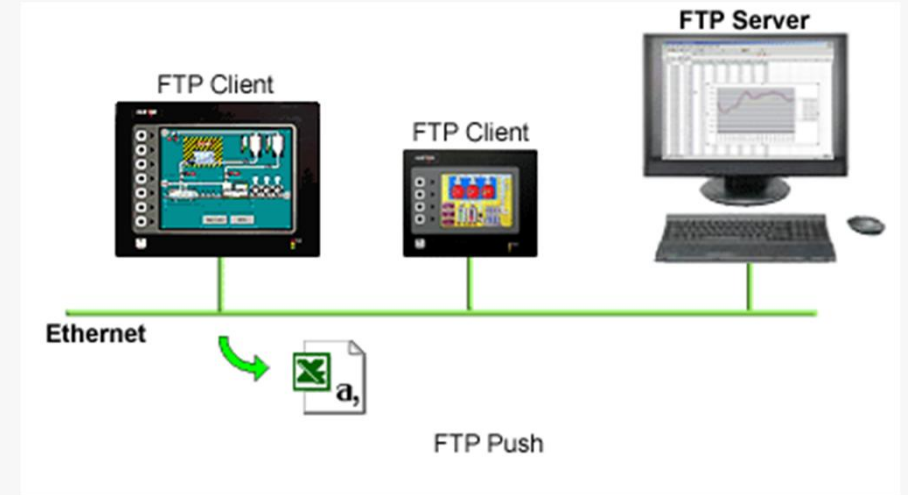 FTP Server
FTP Client
FTP Client
Ethernet
a,
FTP Push